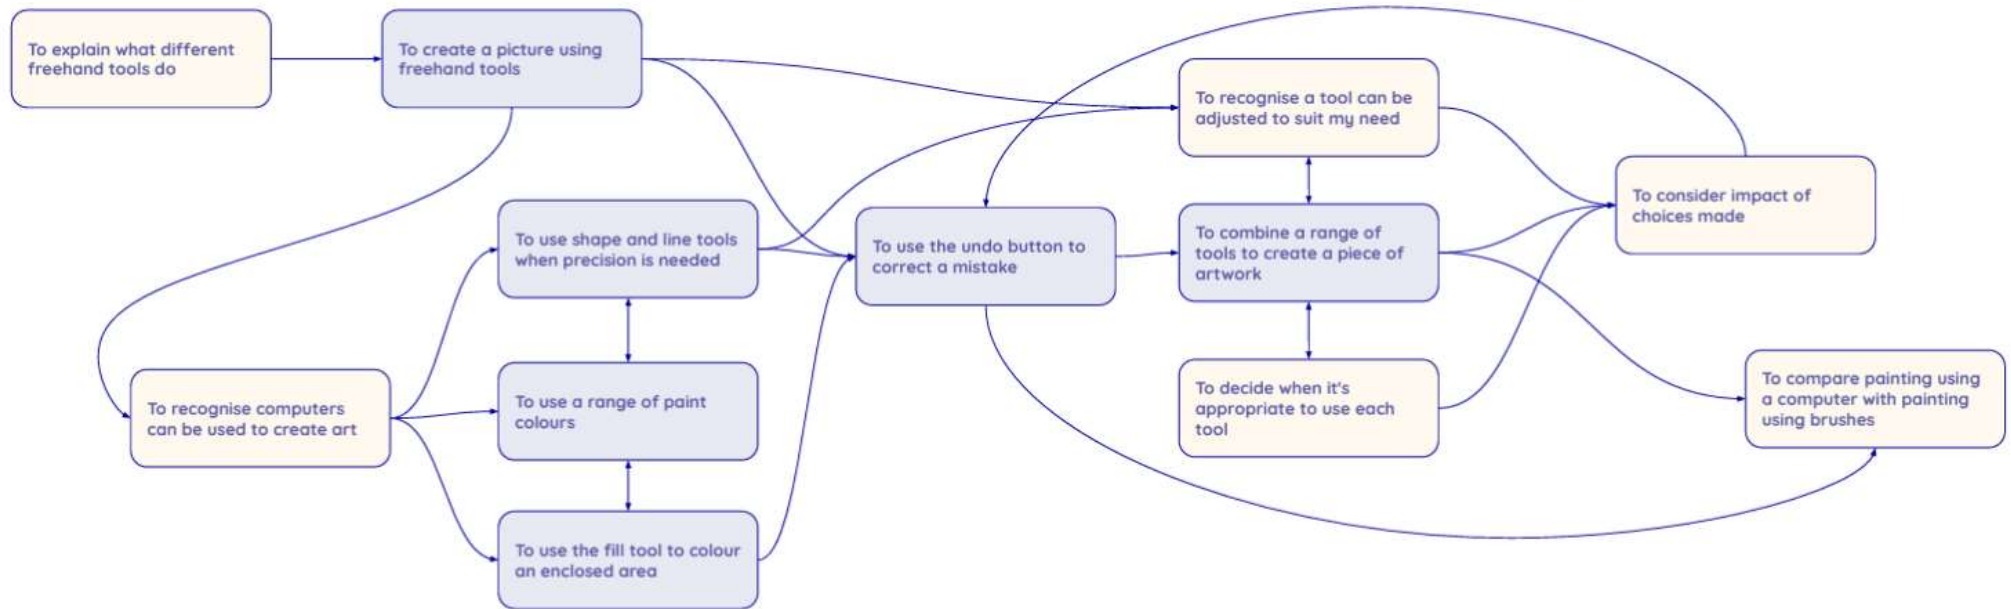 To explain what different
freehand tools do
To create a picture using
freehand tools
To recognise computers
can be used to create art
To use shape and line tools
when precision is needed
To use a range of paint
colours
To use the fill tool to colour
an enclosed area
To use the undo button to
correct a mistake
To recognise a tool can be
adjusted to suit my need
To combine a range of
tools to create a piece of
artwork
To decide when it's
appropriate to use each
tool
To consider impact of
choices made
To compare painting using
a computer with painting
using brushes